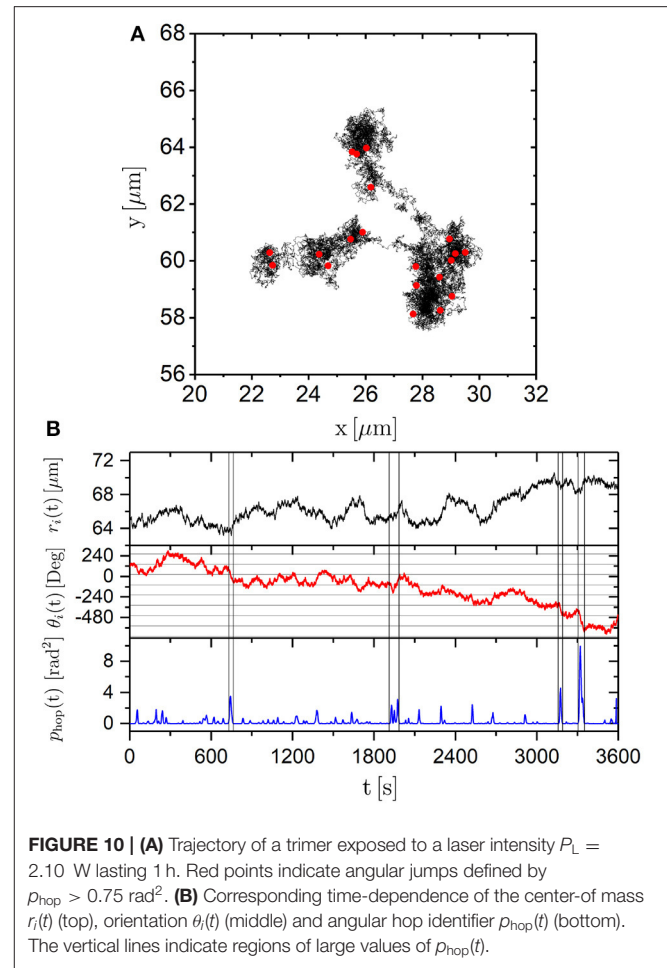 A
64
62
60
58
56
y [μm]
20 22 24 26 28 30 32
x [μm]
B
72
68
64
r_i(t) [μm]
240
0
-240
-480
θ_i(t) [Deg]
8
4
0
p_hop(t) [rad²]
0 600 1200 1800 2400 3000 3600
t [s]
FIGURE 10 | (A) Trajectory of a trimer exposed to a laser intensity P_L =
2.10 W lasting 1 h. Red points indicate angular jumps defined by
p_hop > 0.75 rad². (B) Corresponding time-dependence of the center-of mass
r_i(t) (top), orientation θ_i(t) (middle) and angular hop identifier p_hop(t) (bottom).
The vertical lines indicate regions of large values of p_hop(t).